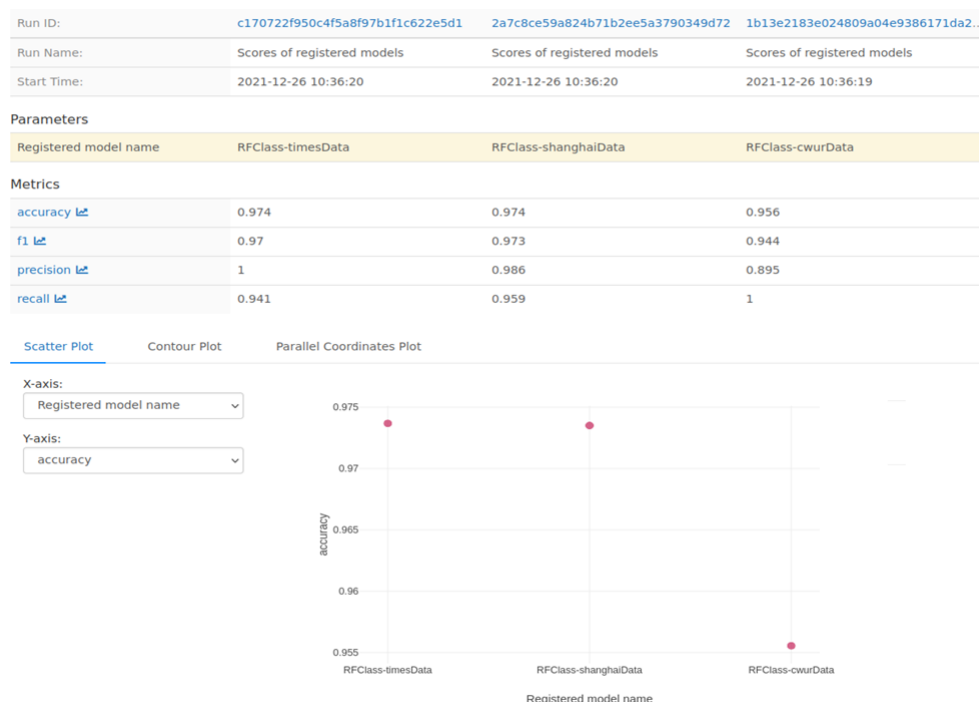 Run ID: c170722f950c4f5a8f97b1f1c622e5d1 2a7c8ce59a824b71b2ee5a3790349d72 1b13e2183e024809a04e9386171da2...
Run Name: Scores of registered models Scores of registered models Scores of registered models
Start Time: 2021-12-26 10:36:20 2021-12-26 10:36:20 2021-12-26 10:36:19
Parameters
Registered model name RFClass-timesData RFClass-shanghaiData RFClass-cwurData
Metrics
accuracy 0.974 0.974 0.956
f1 0.97 0.973 0.944
precision 1 0.986 0.895
recall 0.941 0.959 1
Scatter Plot Contour Plot Parallel Coordinates Plot
X-axis:
Registered model name
Y-axis:
accuracy
0.975
0.97
0.965
0.96
0.955
accuracy
RFClass-timesData RFClass-shanghaiData RFClass-cwurData
Registered model name